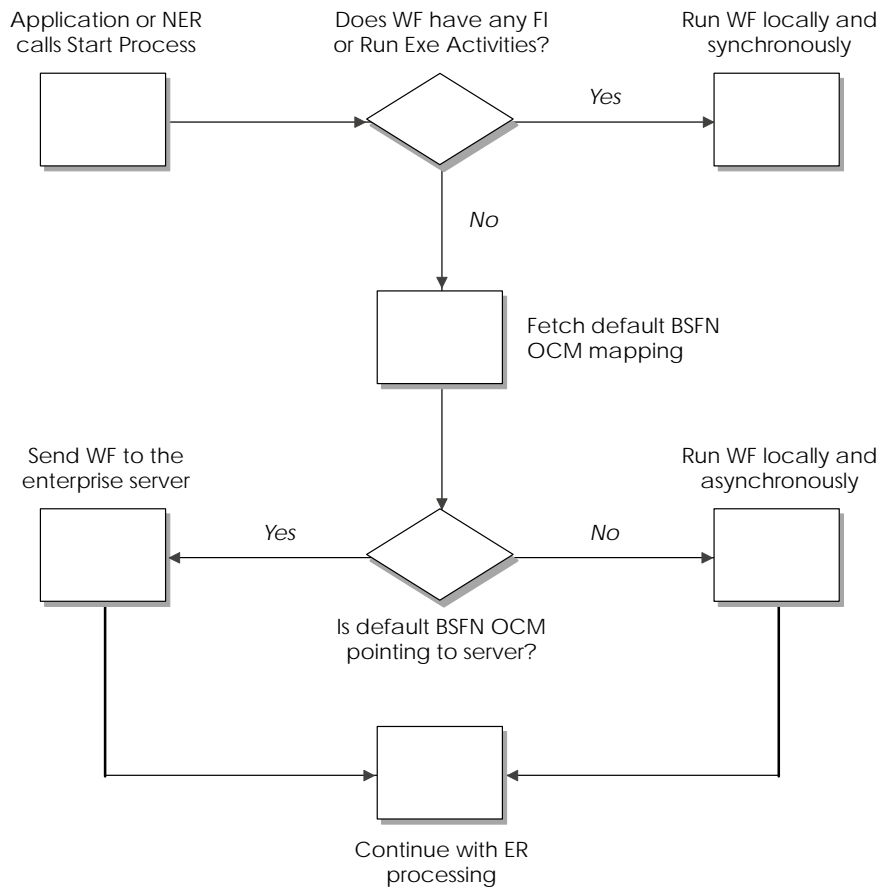 Application or NER
calls Start Process
Does WF have any FI
or Run Exe Activities?
Run WF locally and
synchronously
Yes
No
Fetch default BSFN
OCM mapping
Send WF to the
enterprise server
Run WF locally and
asynchronously
Yes
No
Is default BSFN OCM
pointing to server?
Continue with ER
processing